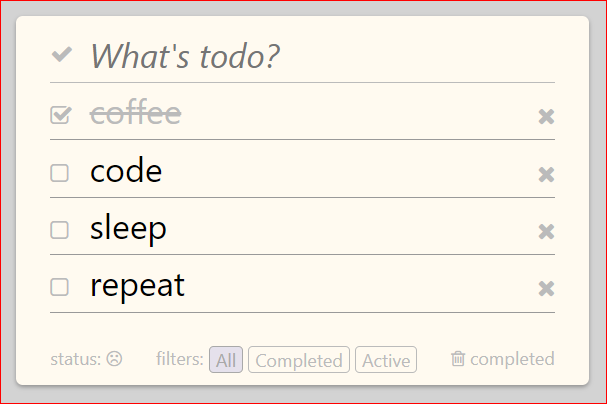 What's todo?
coffee
code
sleep
repeat
status: filters: All Completed Active completed